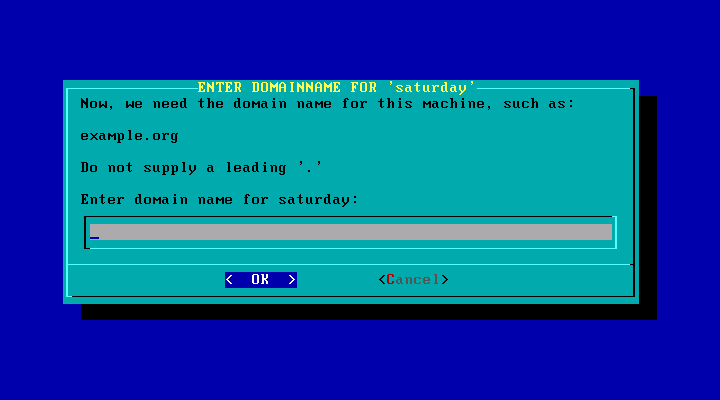 ENTER DOMAINNAME FOR 'saturday'
Now, we need the domain name for this machine, such as:
example.org
Do not supply a leading '.'
Enter domain name for saturday:
< OK > <Cancel>